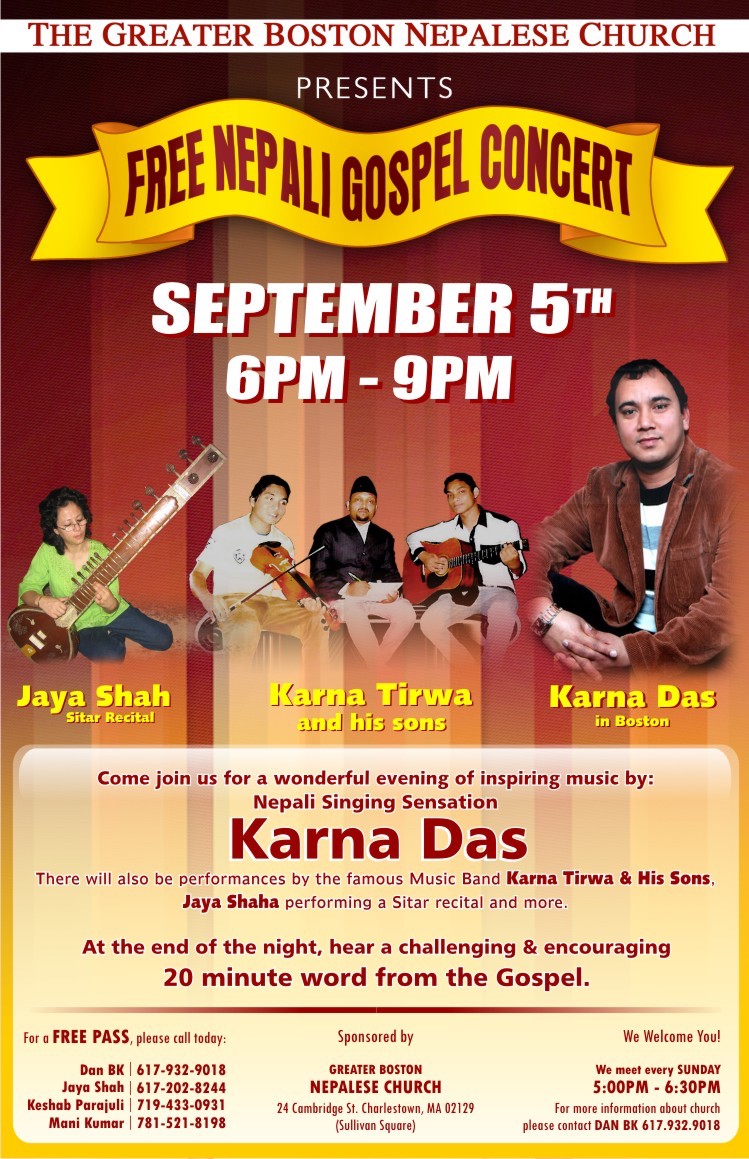 THE GREATER BOSTON NEPALESE CHURCH
PRESENTS
FREE NEPALI GOSPEL CONCERT
SEPTEMBER 5TH
6PM - 9PM
Jaya Shah
Sitar Recital
Karna Tirwa
and his sons
Karna Das
in Boston
Come join us for a wonderful evening of inspiring music by:
Nepali Singing Sensation
Karna Das
There will also be performances by the famous Music Band Karna Tirwa & His Sons,
Jaya Shaha performing a Sitar recital and more.
At the end of the night, hear a challenging & encouraging
20 minute word from the Gospel.
For a FREE PASS, please call today:
Dan BK | 617-932-9018
Jaya Shah | 617-202-8244
Keshab Parajuli | 719-433-0931
Mani Kumar | 781-521-8198
Sponsored by
GREATER BOSTON
NEPALESE CHURCH
24 Cambridge St. Charlestown, MA 02129
(Sullivan Square)
We Welcome You!
We meet every SUNDAY
5:00PM - 6:30PM
For more information about church
please contact DAN BK 617.932.9018